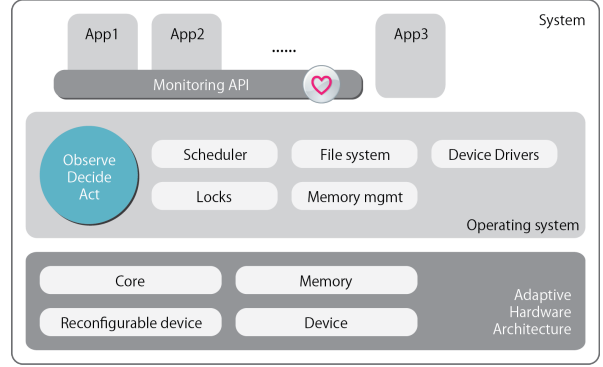 System
App1
App2
......
App3
Monitoring API
Observe
Decide
Act
Scheduler
File system
Device Drivers
Locks
Memory mgmt
Operating system
Core
Memory
Reconfigurable device
Device
Adaptive
Hardware
Architecture